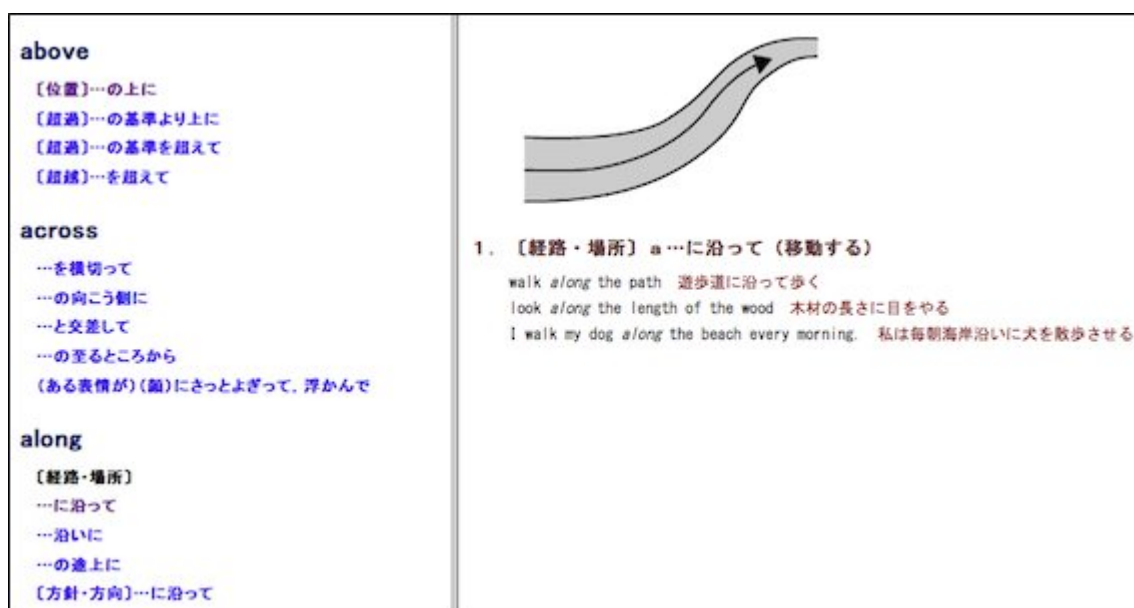 above
〔位置〕…の上に
〔超過〕…の基準より上に
〔超過〕…の基準を超えて
〔超越〕…を超えて
across
…を横切って
…の向こう側に
…と交差して
…の至るところから
(ある表情が)(顔)にさっとよぎって，浮かんで
along
〔経路・場所〕
…に沿って
…沿いに
…の途上に
〔方針・方向〕…に沿って
1. 〔経路・場所〕 a …に沿って（移動する）
walk along the path 遊歩道に沿って歩く
look along the length of the wood 木材の長さに目をやる
I walk my dog along the beach every morning. 私は毎朝海岸沿いに犬を散歩させる